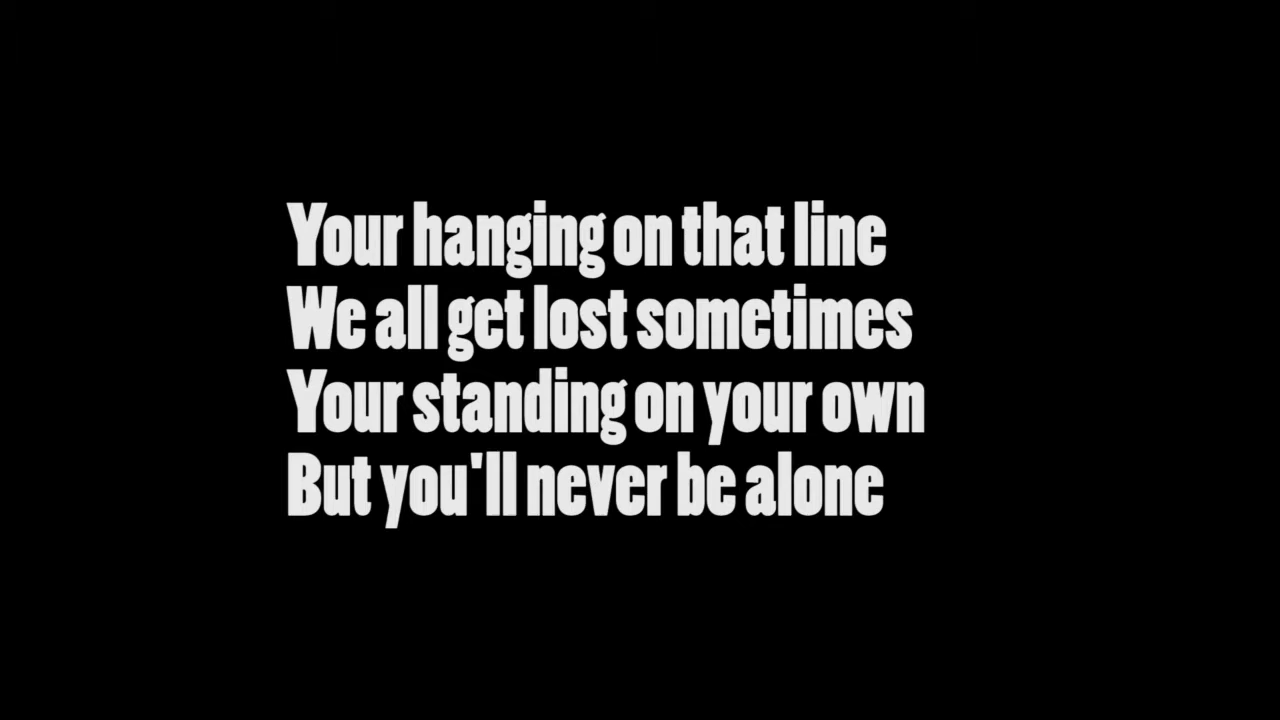 Your hanging on that line
We all get lost sometimes
Your standing on your own
But you'll never be alone